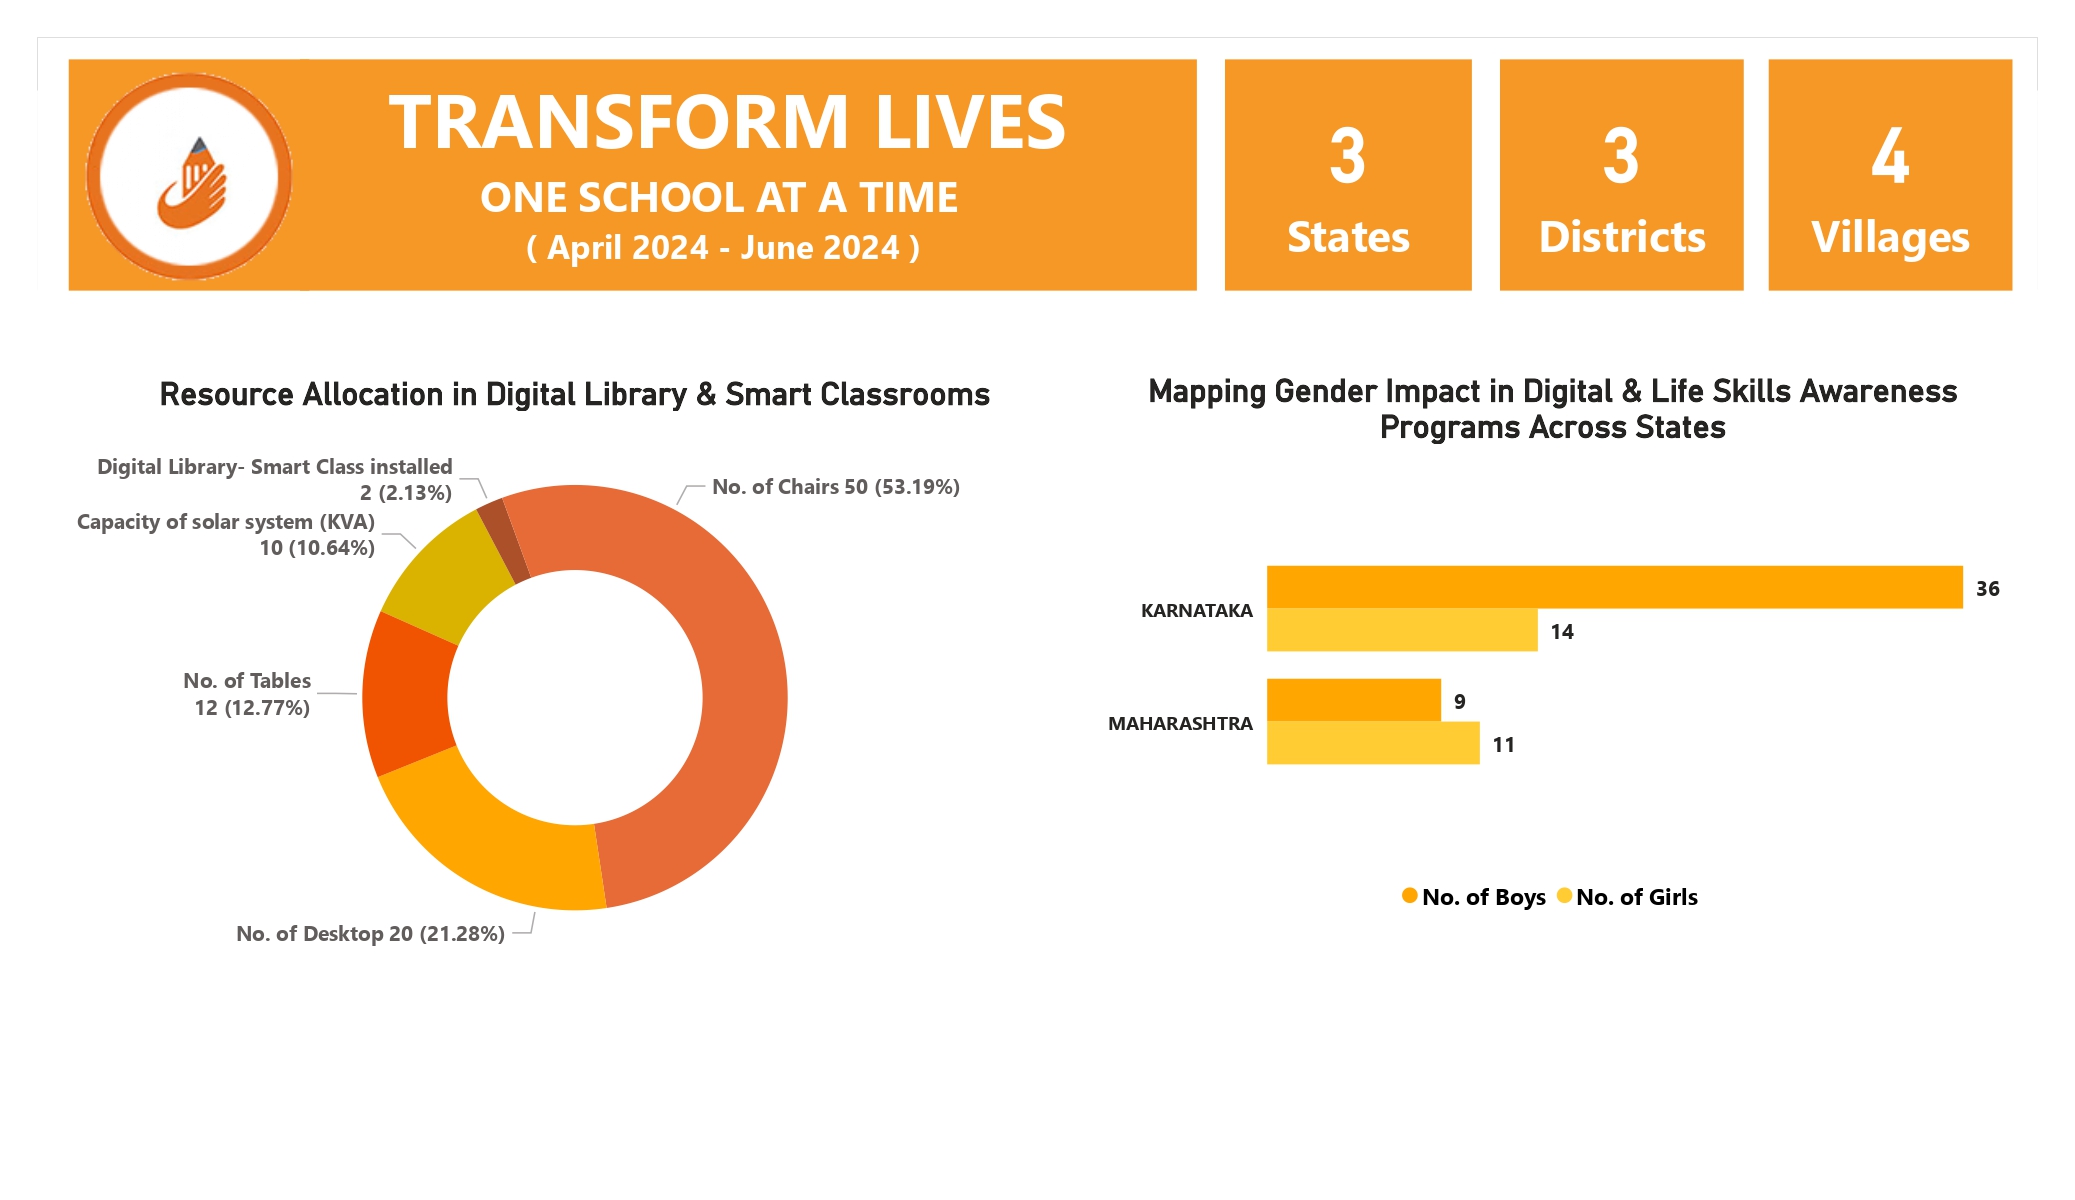 TRANSFORM LIVES
ONE SCHOOL AT A TIME
( April 2024 - June 2024 )
3
States
3
Districts
4
Villages
Resource Allocation in Digital Library & Smart Classrooms
Digital Library- Smart Class installed
2 (2.13%)
Capacity of solar system (KVA)
10 (10.64%)
No. of Chairs 50 (53.19%)
No. of Tables
12 (12.77%)
No. of Desktop 20 (21.28%)
Mapping Gender Impact in Digital & Life Skills Awareness
Programs Across States
KARNATAKA
36
14
MAHARASHTRA
9
11
No. of Boys
No. of Girls